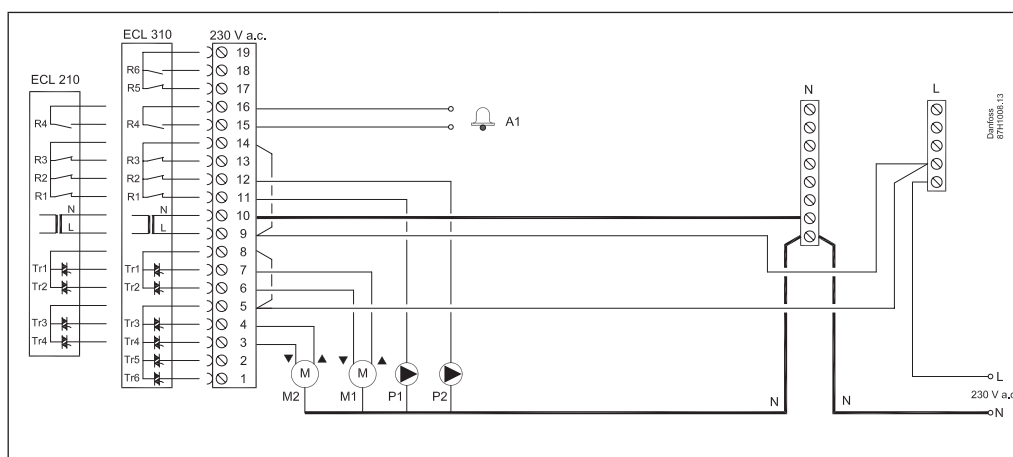 ECL 310
230 V a.c.
ECL 210
19
R6
18
R5
17
16
R4
R4
15
A1
14
R3
R3
13
R2
R2
12
R1
R1
11
N
N
10
L
L
9
8
Tr1
Tr1
7
Tr2
Tr2
6
5
Tr3
Tr3
4
Tr4
Tr4
3
Tr5
2
Tr6
1
M
M
M2
M1
P1
P2
N
L
Danfoss
87H1008.13
N
N
L
230 V a.c.
N